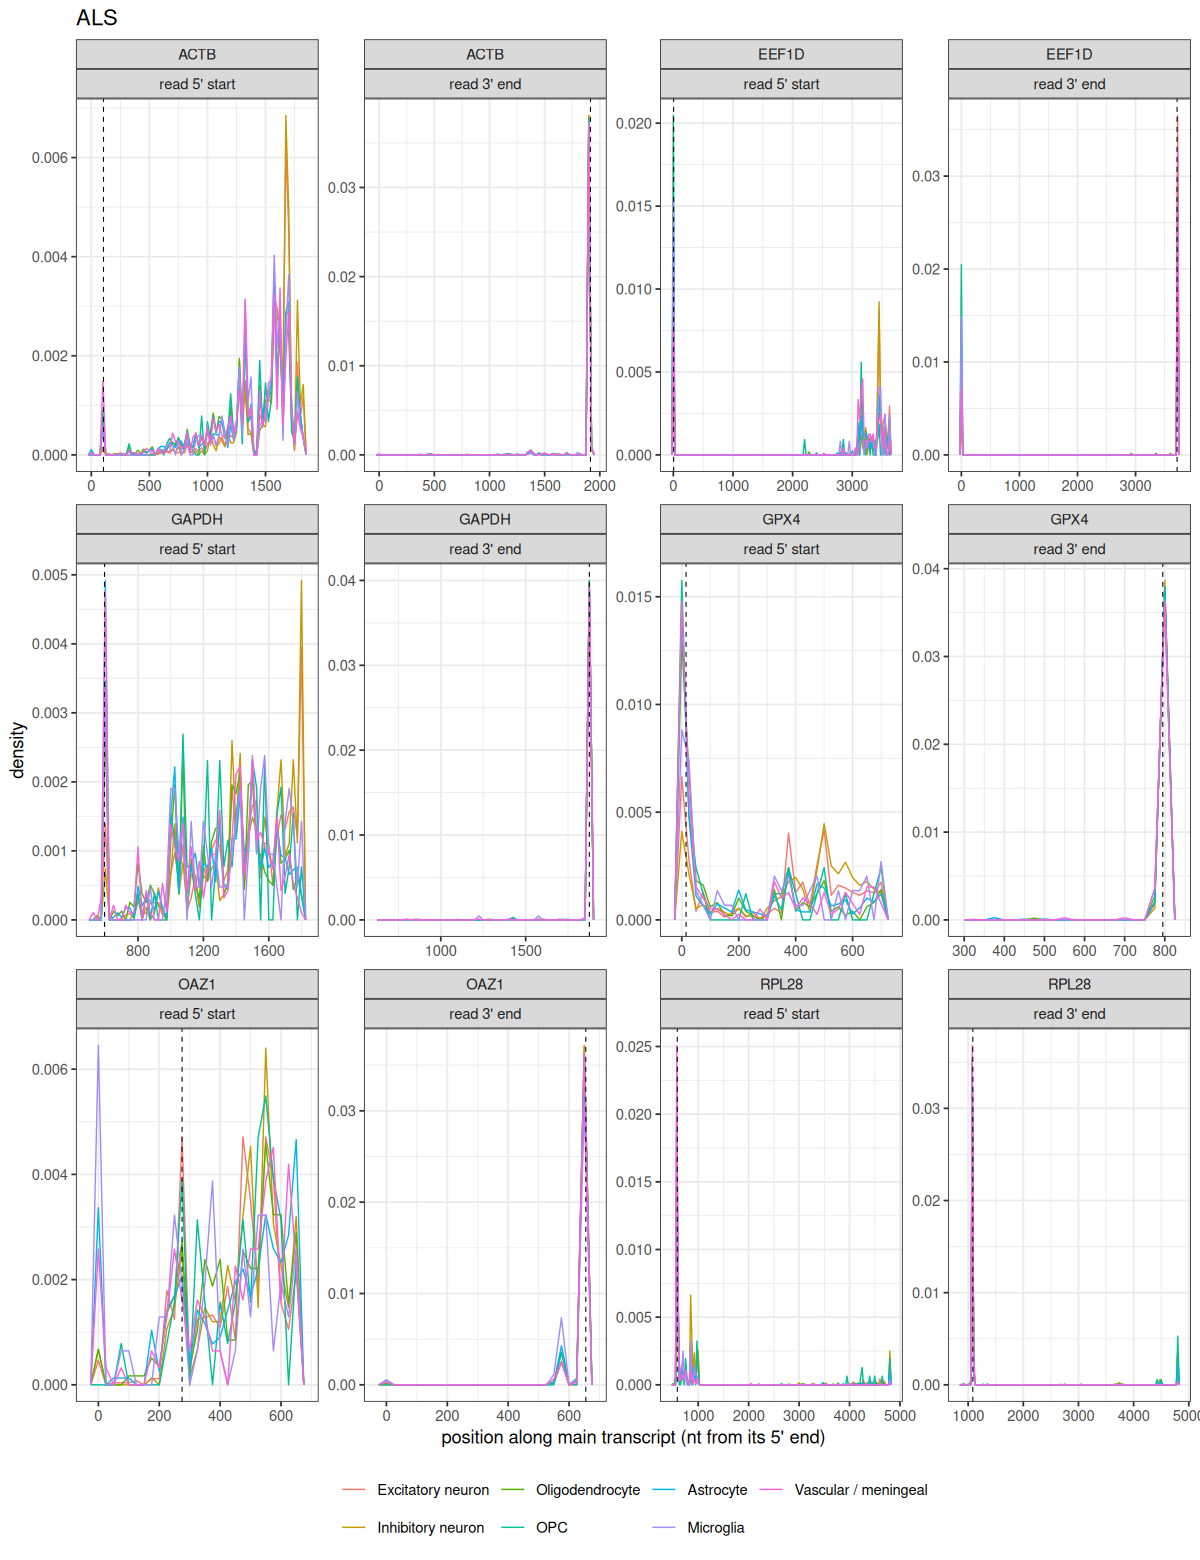 ALS
ACTB ACTB EEF1D EEF1D
read 5' start read 3' end read 5' start read 3' end
0.006 0.004 0.002 0.000
0.03 0.02 0.01 0.00
0.020 0.015 0.010 0.005 0.000
0.03 0.02 0.01 0.00
0 500 1000 1500 0 500 1000 1500 2000 0 1000 2000 3000 0 1000 2000 3000
GAPDH GAPDH GPX4 GPX4
read 5' start read 3' end read 5' start read 3' end
0.005 0.004 0.003 0.002 0.001 0.000
0.04 0.03 0.02 0.01 0.00
0.015 0.010 0.005 0.000
0.04 0.03 0.02 0.01 0.00
800 1200 1600 1000 1500 0 200 400 600 300 400 500 600 700 800
density
OAZ1 OAZ1 RPL28 RPL28
read 5' start read 3' end read 5' start read 3' end
0.006 0.004 0.002 0.000
0.03 0.02 0.01 0.00
0.025 0.020 0.015 0.010 0.005 0.000
0.03 0.02 0.01 0.00
0 200 400 600 0 200 400 600 1000 2000 3000 4000 5000 1000 2000 3000 4000 5000
position along main transcript (nt from its 5' end)
Excitatory neuron Oligodendrocyte Astrocyte Vascular / meningeal
Inhibitory neuron OPC Microglia